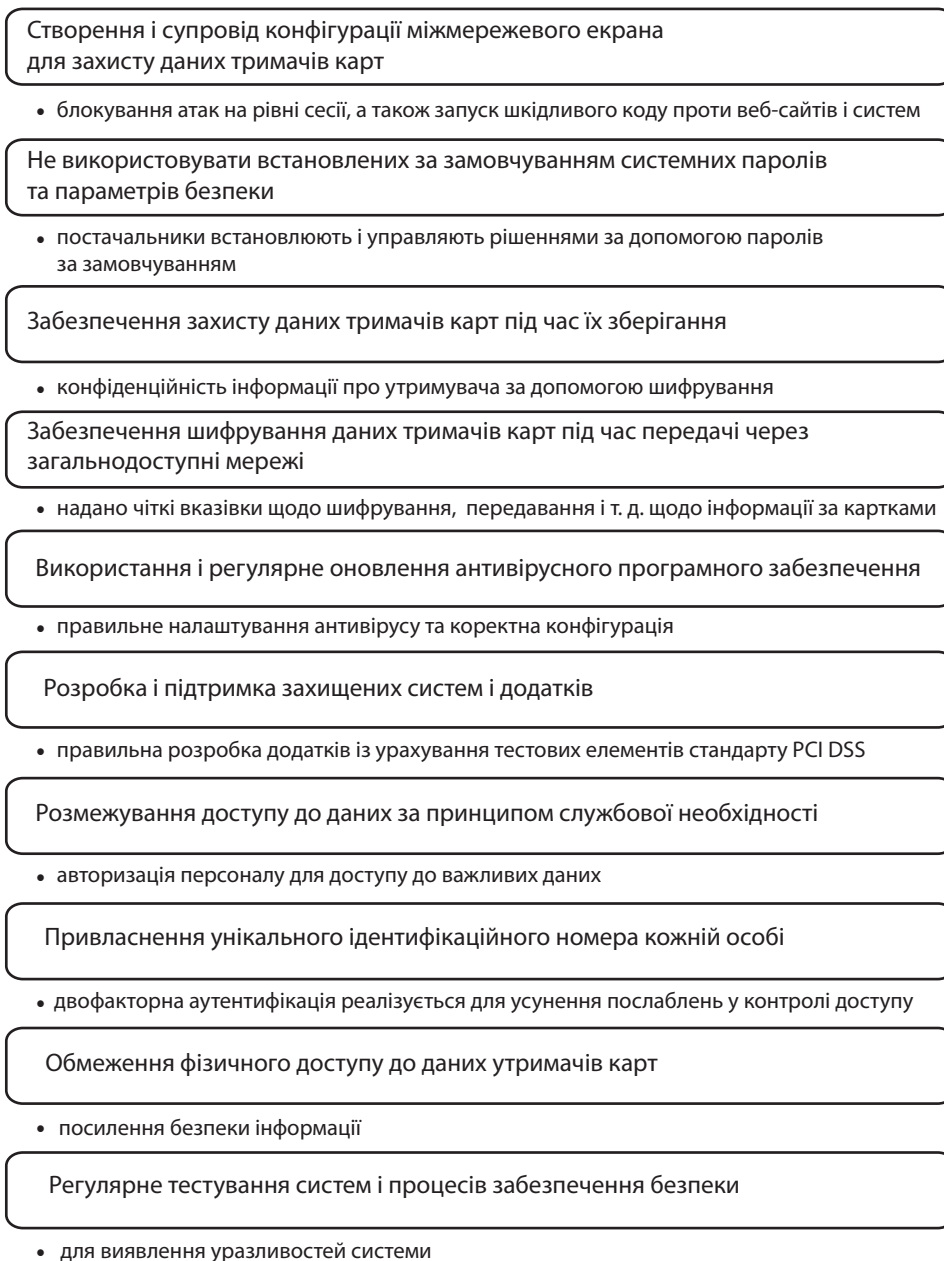 Створення і супровід конфігурації міжмережевого екрана
для захисту даних тримачів карт
• блокування атак на рівні сесії, а також запуск шкідливого коду проти веб-сайтів і систем
Не використовувати встановлених за замовчуванням системних паролів
та параметрів безпеки
• постачальники встановлюють і управляють рішеннями за допомогою паролів
за замовчуванням
Забезпечення захисту даних тримачів карт під час їх зберігання
• конфіденційність інформації про утримувача за допомогою шифрування
Забезпечення шифрування даних тримачів карт під час передачі через
загальнодоступні мережі
• надано чіткі вказівки щодо шифрування, передавання і т. д. щодо інформації за картками
Використання і регулярне оновлення антивірусного програмного забезпечення
• правильне налаштування антивірусу та коректна конфігурація
Розробка і підтримка захищених систем і додатків
• правильна розробка додатків із урахування тестових елементів стандарту PCI DSS
Розмежування доступу до даних за принципом службової необхідності
• авторизація персоналу для доступу до важливих даних
Привласнення унікального ідентифікаційного номера кожній особі
• двофакторна аутентифікація реалізується для усунення послаблень у контролі доступу
Обмеження фізичного доступу до даних утримачів карт
• посилення безпеки інформації
Регулярне тестування систем і процесів забезпечення безпеки
• для виявлення уразливостей системи